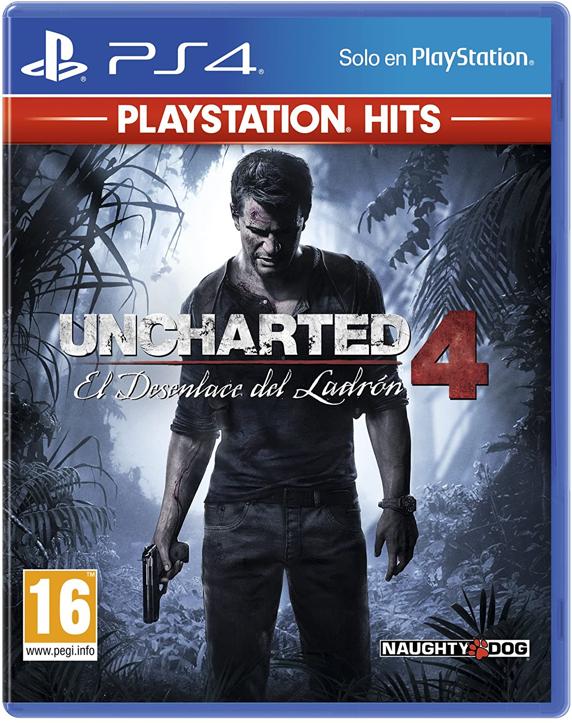 PS4
Solo en PlayStation®
PLAYSTATION® HITS
UNCHARTED 4
El Desenlace del Ladrón
16
www.pegi.info
NAUGHTY DOG